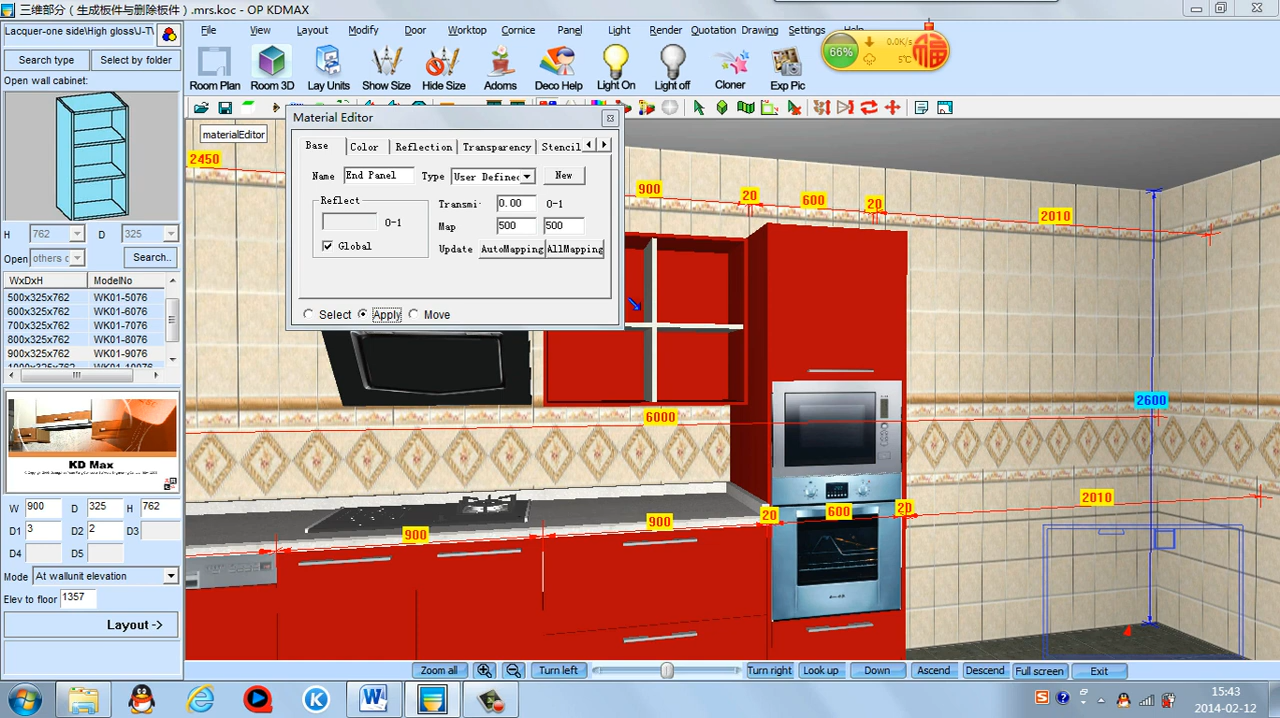 三维部分（生成板件与删除板件）.mrs.koc - OP KDMAX
Lacquer-one side\High gloss\U-T\
File View Layout Modify Door Worktop Cornice Panel Light Render Quotation Drawing Settings Help
66% 0.0K/s 5℃ 福
Search type Select by folder
Room Plan Room 3D Lay Units Show Size Hide Size Adorns Deco Help Light On Light off Cloner Exp Pic
Open wall cabinet:
materialEditor
Material Editor
Base Color Reflection Transparency Stencil
Name End Panel Type User Define New
Reflect
0-1
Global
Transmi 0.00 0-1
Map 500 500
Update AutoMapping AllMapping
Select Apply Move
2450
900
20
600
20
2010
2600
6000
2010
20
600
20
900
900
H 762 D 325
Open others c Search..
WxDxH ModelNo
500x325x762 WK01-5076
600x325x762 WK01-6076
700x325x762 WK01-7076
800x325x762 WK01-8076
900x325x762 WK01-9076
1000x325x762 WK01-10076
KD Max
W 900 D 325 H 762
D1 3 D2 2 D3
D4 D5
Mode At wallunit elevation
Elev to floor 1357
Layout ->
Zoom all Turn left Turn right Look up Down Ascend Descend Full screen Exit
15:43
2014-02-12